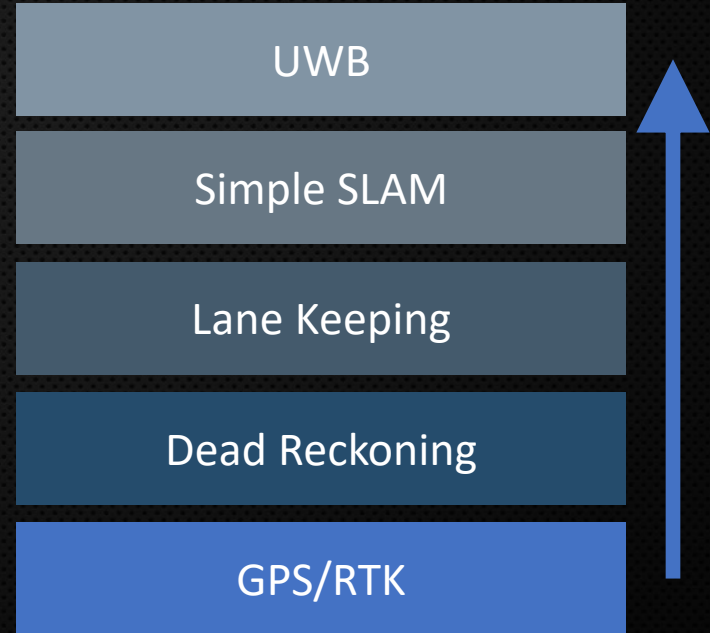 UWB
Simple SLAM
Lane Keeping
Dead Reckoning
GPS/RTK